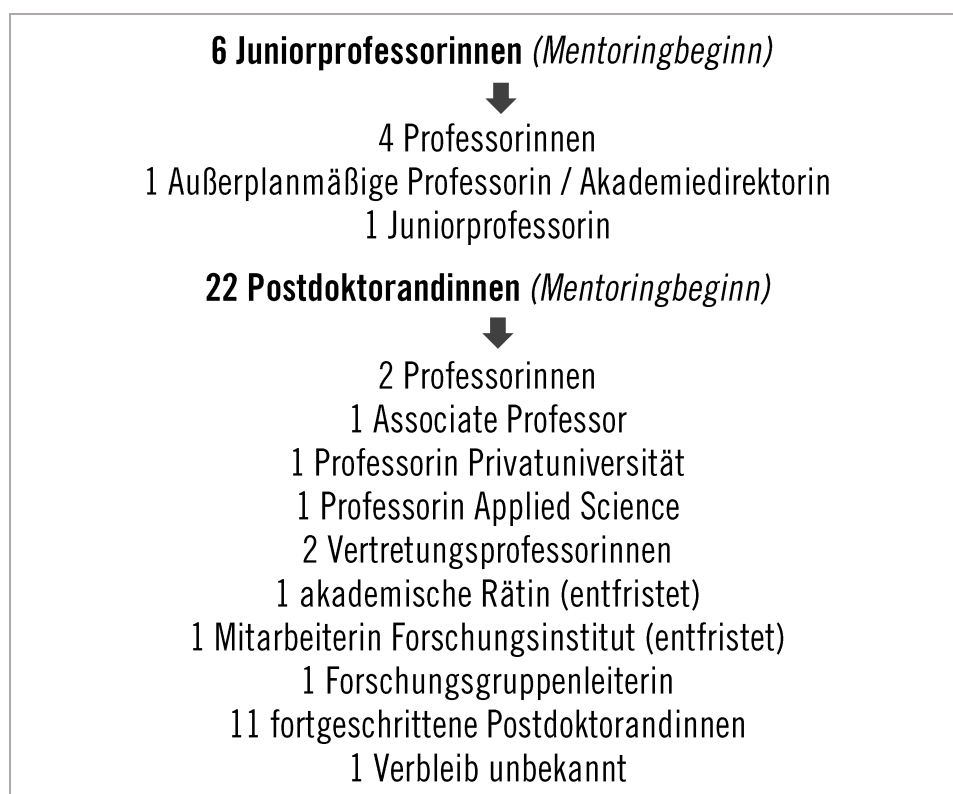 6 Juniorprofessorinnen (Mentoringbeginn)
4 Professorinnen
1 Außerplanmäßige Professorin / Akademiedirektorin
1 Juniorprofessorin
22 Postdoktorandinnen (Mentoringbeginn)
2 Professorinnen
1 Associate Professor
1 Professorin Privatuniversität
1 Professorin Applied Science
2 Vertretungsprofessorinnen
1 akademische Rätin (entfristet)
1 Mitarbeiterin Forschungsinstitut (entfristet)
1 Forschungsgruppenleiterin
11 fortgeschrittene Postdoktorandinnen
1 Verbleib unbekannt